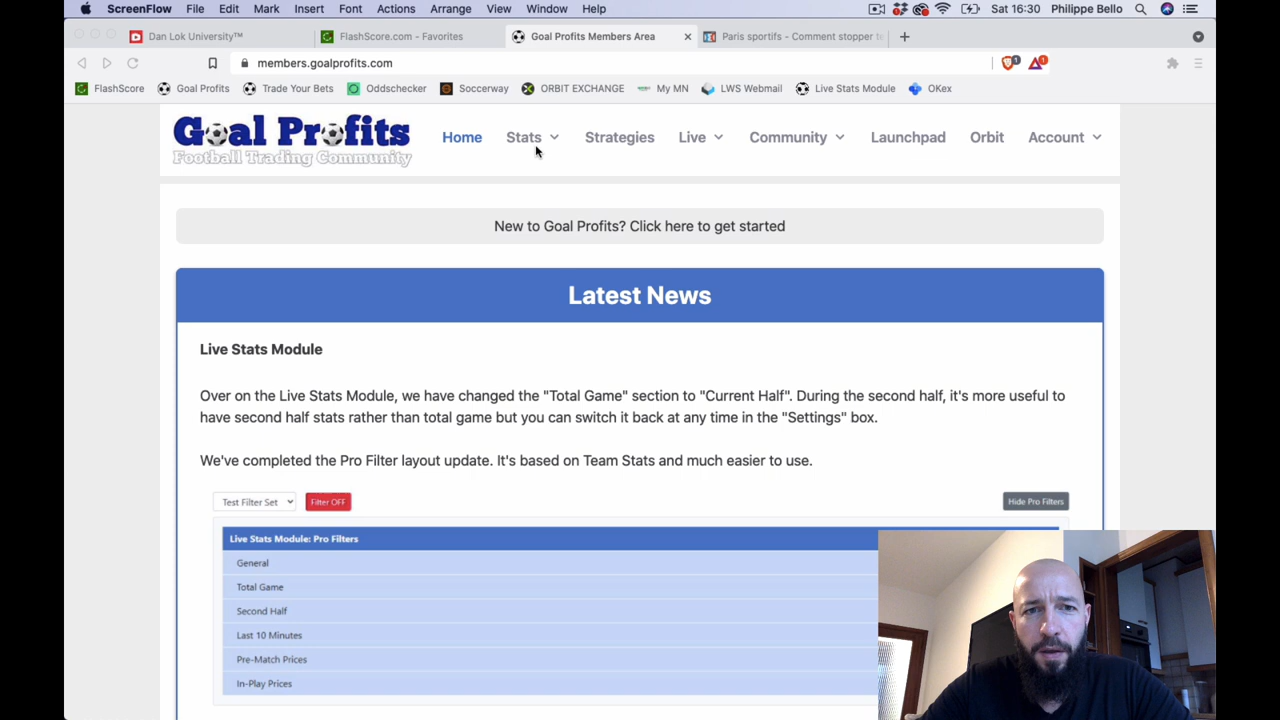 ScreenFlow File Edit Mark Insert Font Actions Arrange View Window Help Sat 16:30 Philippe Bello
Dan Lok University™ FlashScore.com - Favorites Goal Profits Members Area Paris sportifs - Comment stopper
members.goalprofits.com 1 1
FlashScore Goal Profits Trade Your Bets Oddschecker Soccerway ORBIT EXCHANGE My MN LWS Webmail Live Stats Module OKex
Goal Profits
Football Trading Community
Home Stats Strategies Live Community Launchpad Orbit Account
New to Goal Profits? Click here to get started
Latest News
Live Stats Module
Over on the Live Stats Module, we have changed the "Total Game" section to "Current Half". During the second half, it's more useful to
have second half stats rather than total game but you can switch it back at any time in the "Settings" box.
We've completed the Pro Filter layout update. It's based on Team Stats and much easier to use.
Test Filter Set Filter OFF Hide Pro Filters
Live Stats Module: Pro Filters
General
Total Game
Second Half
Last 10 Minutes
Pre-Match Prices
In-Play Prices